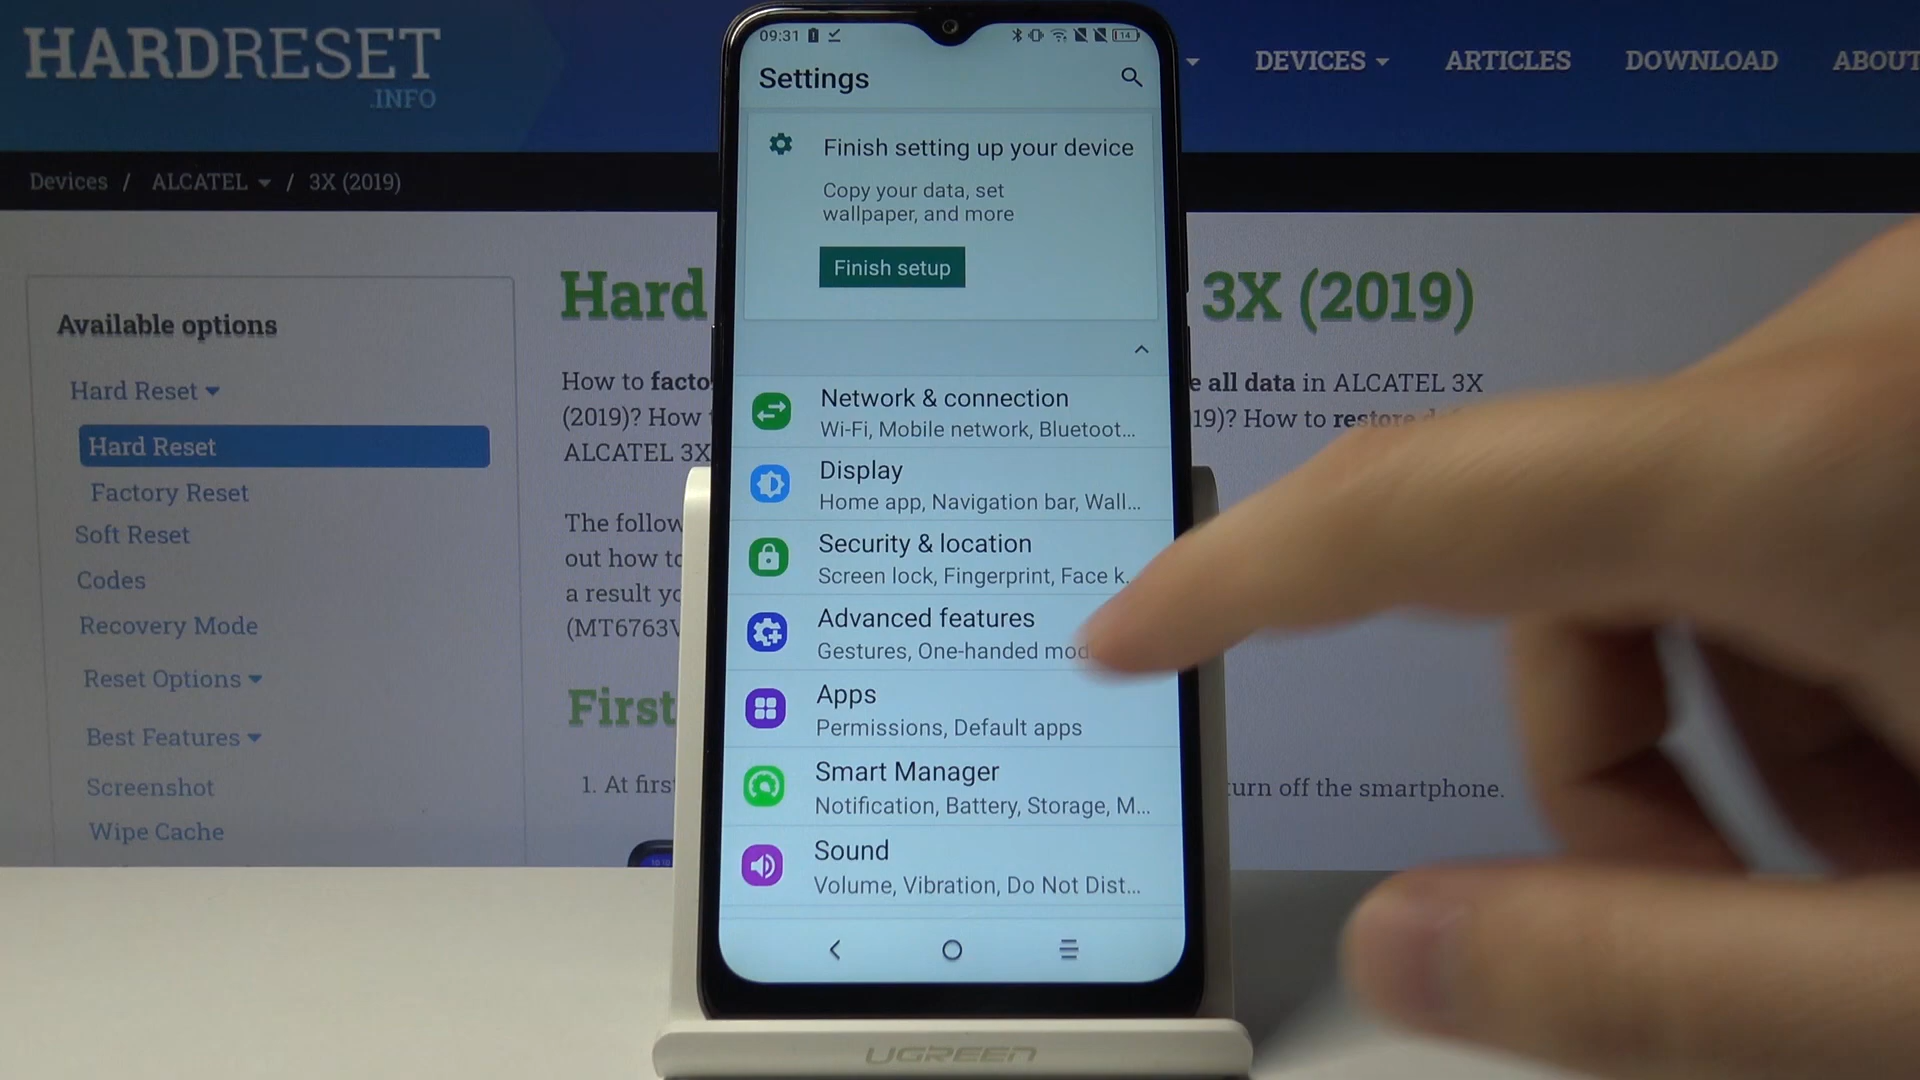 HARDRESET
.INFO
DEVICES
ARTICLES
DOWNLOAD
ABOUT
Devices / ALCATEL / 3X (2019)
Available options
Hard Reset
Hard Reset
Factory Reset
Soft Reset
Codes
Recovery Mode
Reset Options
Best Features
Screenshot
Wipe Cache
Hard 3X (2019)
How to facto e all data in ALCATEL 3X
(2019)? How 19)? How to restore
ALCATEL 3X
The follow
out how to
a result yo
(MT6763V
First
1. At firs turn off the smartphone.
09:31
14
Settings
Finish setting up your device
Copy your data, set
wallpaper, and more
Finish setup
Network & connection
Wi-Fi, Mobile network, Bluetoot...
Display
Home app, Navigation bar, Wall...
Security & location
Screen lock, Fingerprint, Face k...
Advanced features
Gestures, One-handed mod
Apps
Permissions, Default apps
Smart Manager
Notification, Battery, Storage, M...
Sound
Volume, Vibration, Do Not Dist...
UGREEN